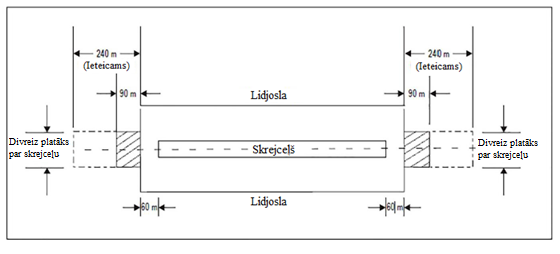 240 m
(Ieteicams)
240 m
(Ieteicams)
90 m
Lidjosla
90 m
Divreiz platāks
par skrejceļu
Skrejceļš
Divreiz platāks
par skrejceļu
60 m
Lidjosla
60 m